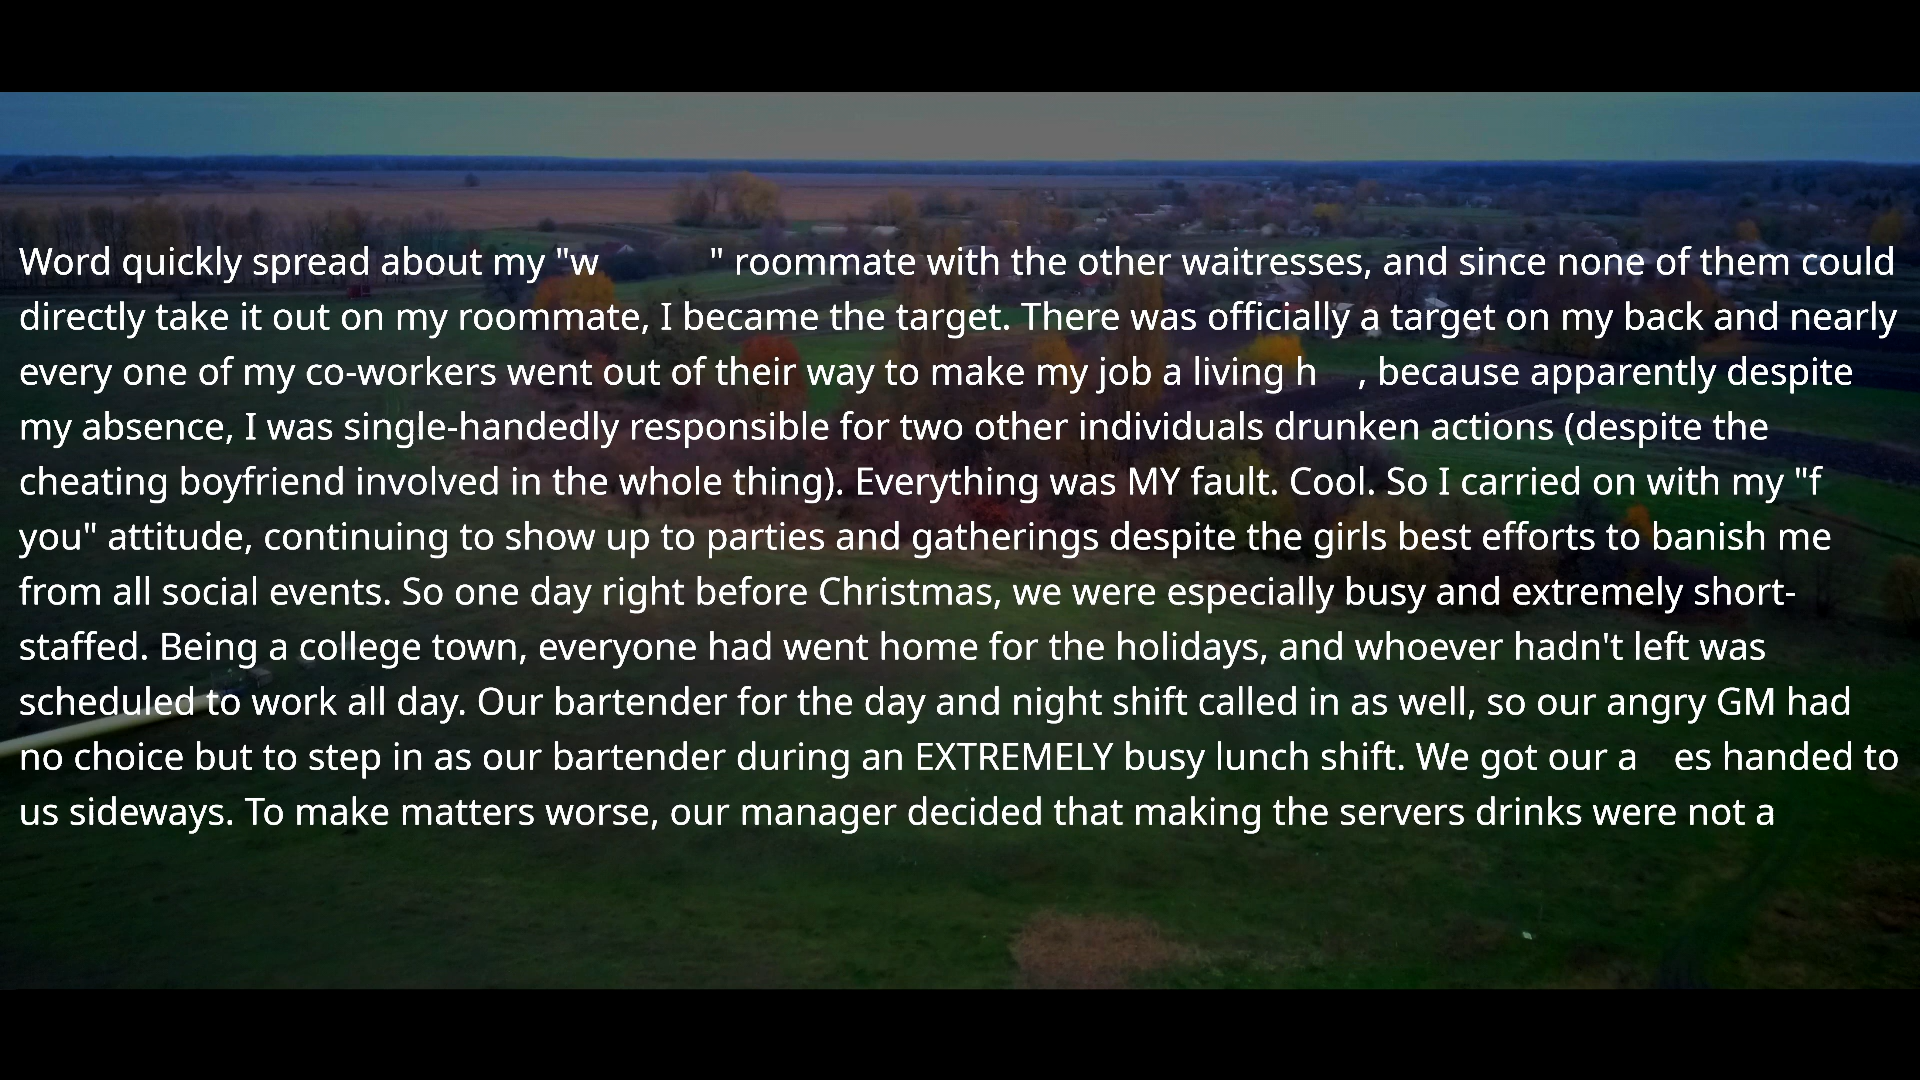 Word quickly spread about my "w " roommate with the other waitresses, and since none of them could
directly take it out on my roommate, I became the target. There was officially a target on my back and nearly
every one of my co-workers went out of their way to make my job a living h , because apparently despite
my absence, I was single-handedly responsible for two other individuals drunken actions (despite the
cheating boyfriend involved in the whole thing). Everything was MY fault. Cool. So I carried on with my "f
you" attitude, continuing to show up to parties and gatherings despite the girls best efforts to banish me
from all social events. So one day right before Christmas, we were especially busy and extremely short-
staffed. Being a college town, everyone had went home for the holidays, and whoever hadn't left was
scheduled to work all day. Our bartender for the day and night shift called in as well, so our angry GM had
no choice but to step in as our bartender during an EXTREMELY busy lunch shift. We got our a es handed to
us sideways. To make matters worse, our manager decided that making the servers drinks were not a